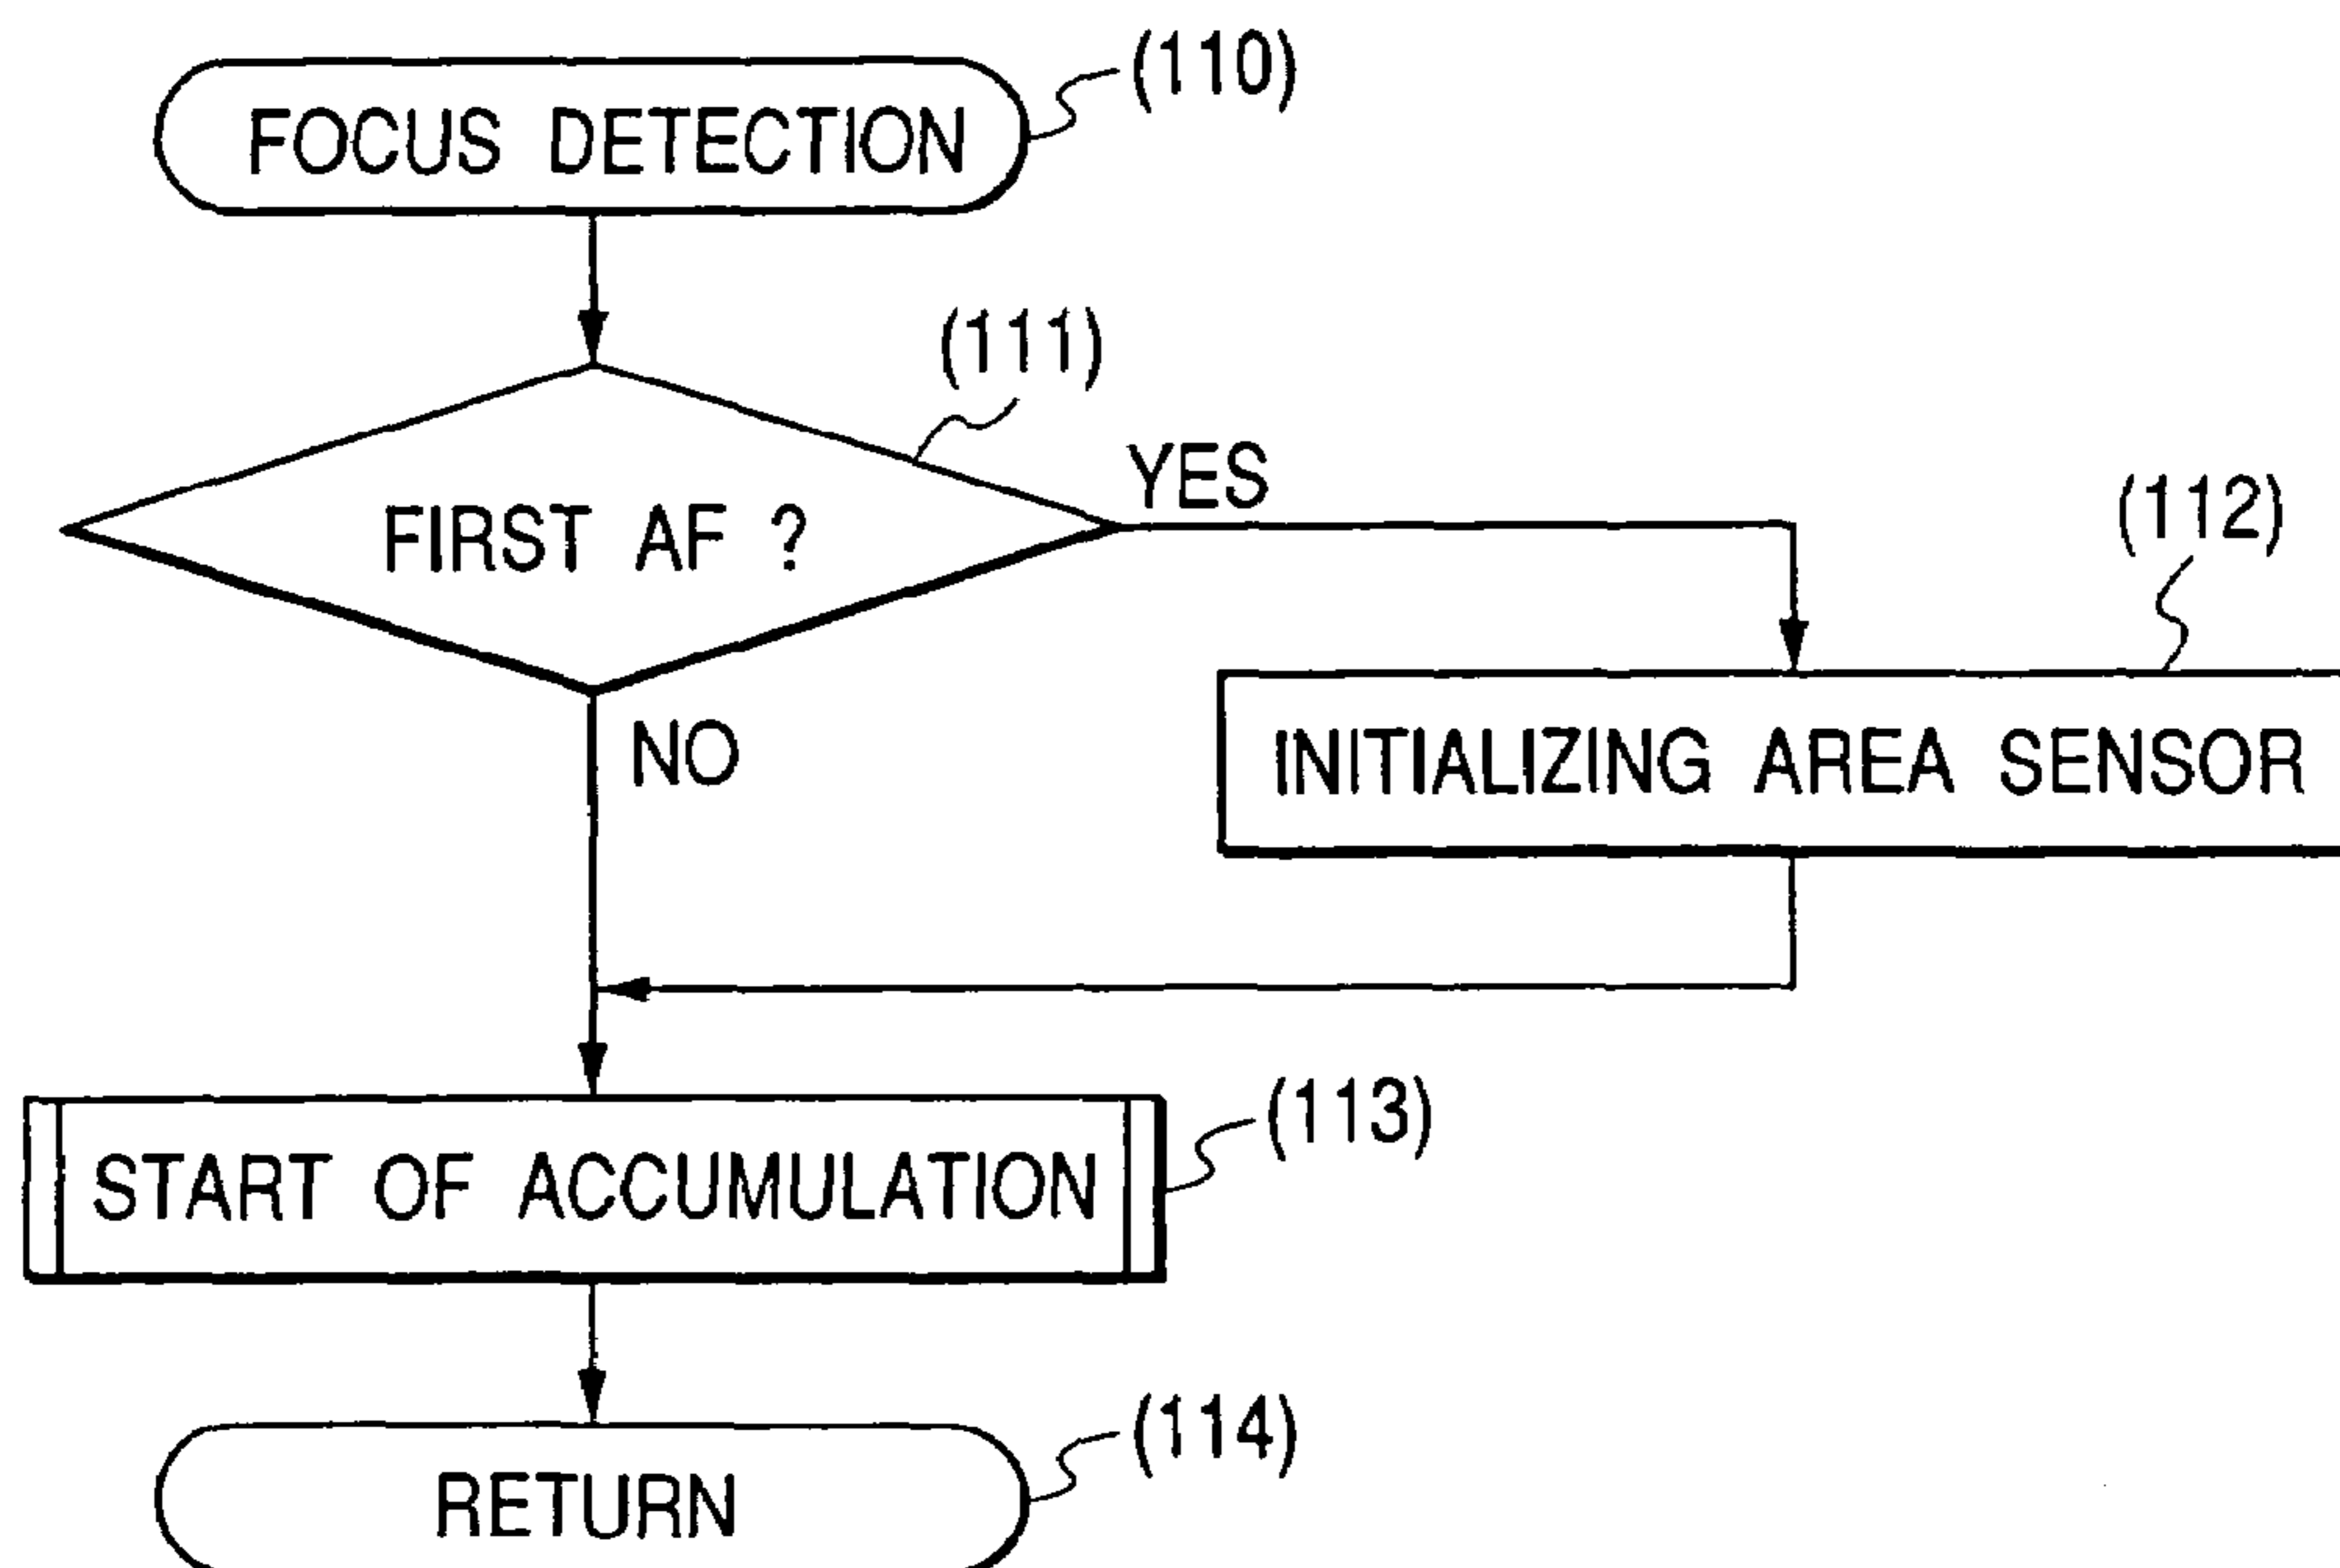 (110)
FOCUS DETECTION
(111)
FIRST AF ?
YES
(112)
INITIALIZING AREA SENSOR
NO
(113)
START OF ACCUMULATION
(114)
RETURN